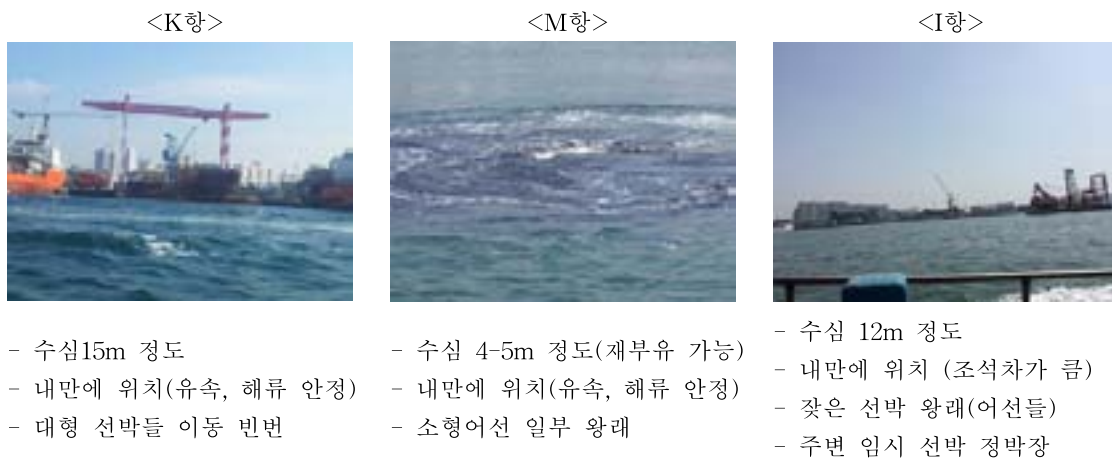 <K항>
- 수심15m 정도
- 내만에 위치(유속, 해류 안정)
- 대형 선박들 이동 빈번
<M항>
- 수심 4-5m 정도(재부유 가능)
- 내만에 위치(유속, 해류 안정)
- 소형어선 일부 왕래
<I항>
- 수심 12m 정도
- 내만에 위치 (조석차가 큼)
- 잦은 선박 왕래(어선들)
- 주변 임시 선박 정박장